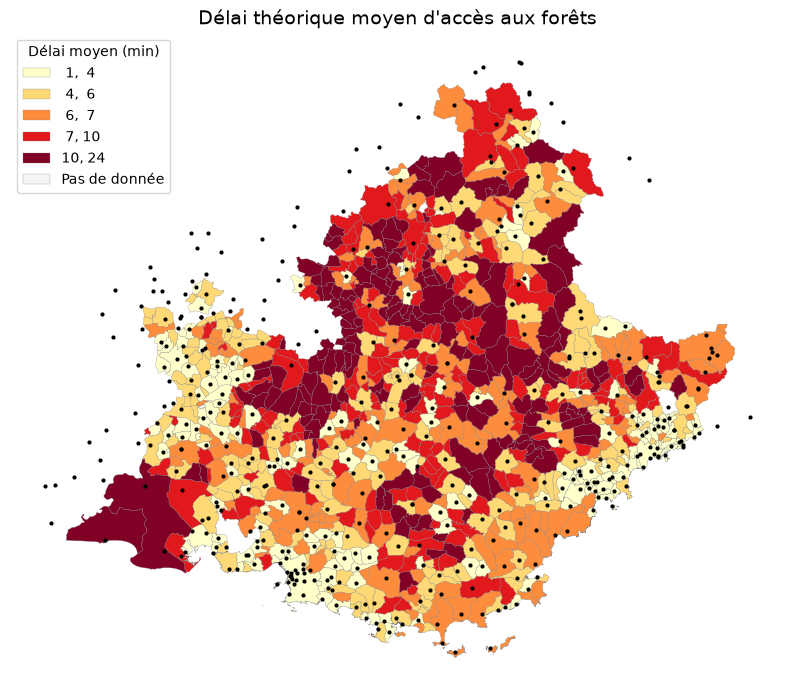 Délai théorique moyen d'accès aux forêts
Délai moyen (min)
1, 4
4, 6
6, 7
7, 10
10, 24
Pas de donnée